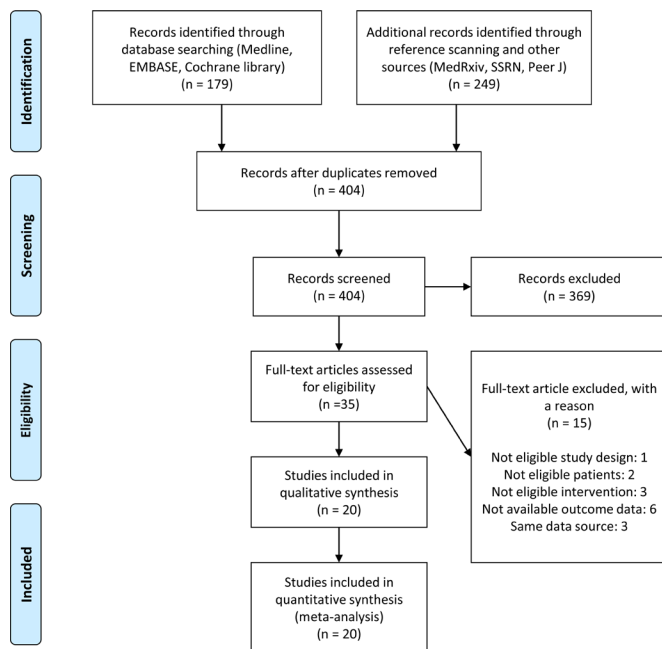 Identification
Records identified through
database searching (Medline,
EMBASE, Cochrane library)
(n = 179)
Additional records identified through
reference scanning and other
sources (MedRxiv, SSRN, Peer J)
(n = 249)
Records after duplicates removed
(n = 404)
Screening
Records screened
(n = 404)
Records excluded
(n = 369)
Eligibility
Full-text articles assessed
for eligibility
(n =35)
Full-text article excluded, with
a reason
(n = 15)
Not eligible study design: 1
Not eligible patients: 2
Not eligible intervention: 3
Not available outcome data: 6
Same data source: 3
Studies included in
qualitative synthesis
(n = 20)
Included
Studies included in
quantitative synthesis
(meta-analysis)
(n = 20)